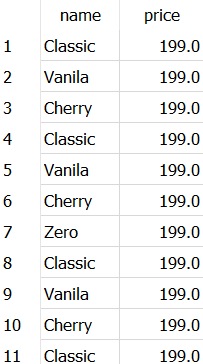 name price
1 Classic 199.0
2 Vanila 199.0
3 Cherry 199.0
4 Classic 199.0
5 Vanila 199.0
6 Cherry 199.0
7 Zero 199.0
8 Classic 199.0
9 Vanila 199.0
10 Cherry 199.0
11 Classic 199.0